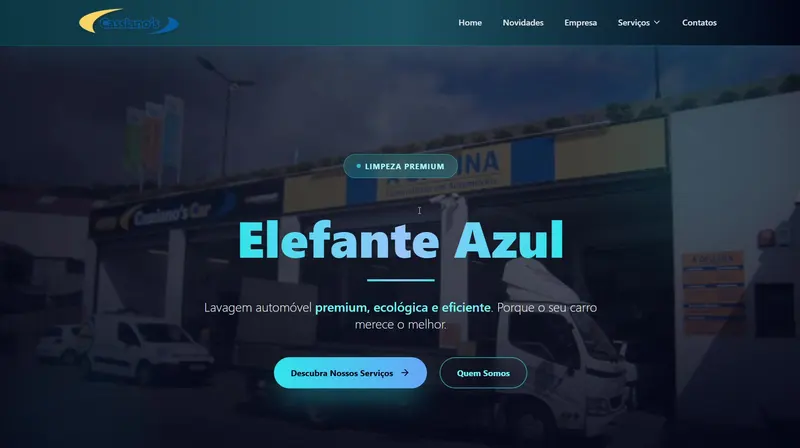 Cassiano's
Home
Novidades
Empresa
Serviços
Contatos
LIMPEZA PREMIUM
Cassiano's Car
Elefante Azul
Lavagem automóvel premium, ecológica e eficiente. Porque o seu carro
merece o melhor.
Descubra Nossos Serviços →
Quem Somos